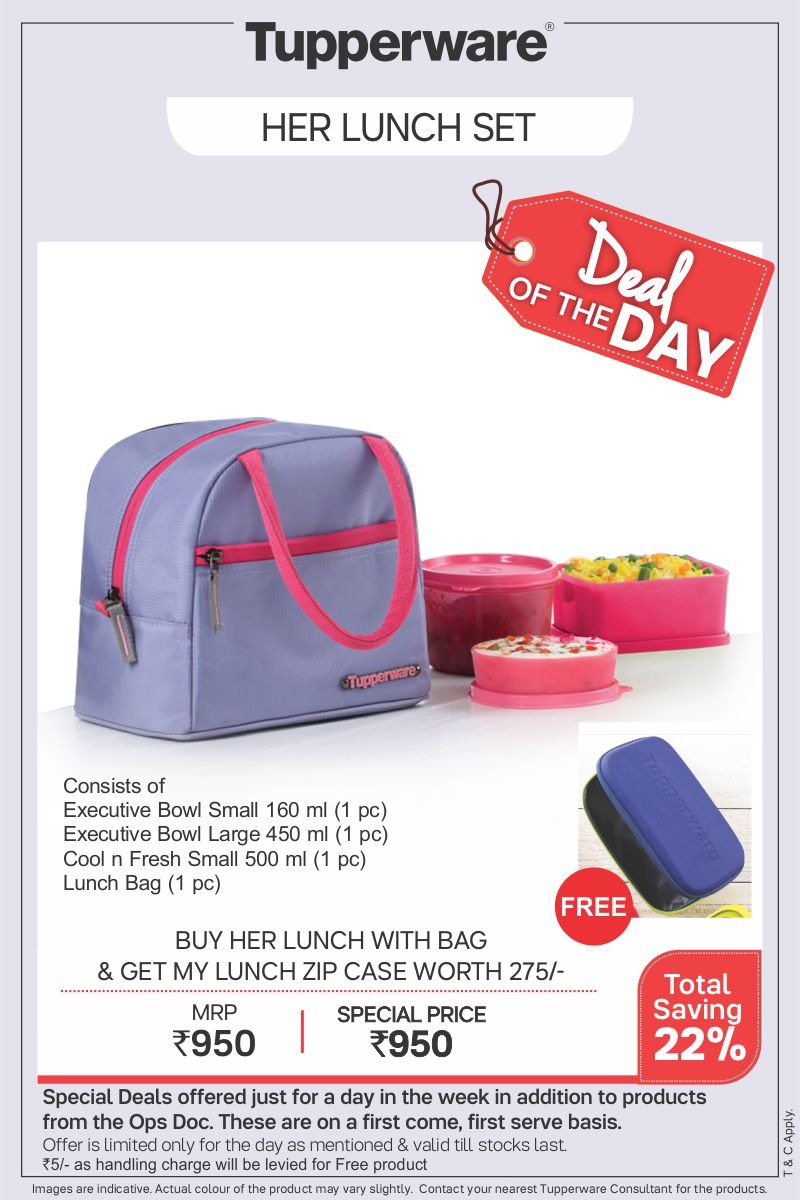 Tupperware®
HER LUNCH SET
Deal
OF THE DAY
Tupperware
Tupperware
Consists of
Executive Bowl Small 160 ml (1 pc)
Executive Bowl Large 450 ml (1 pc)
Cool n Fresh Small 500 ml (1 pc)
Lunch Bag (1 pc)
FREE
BUY HER LUNCH WITH BAG
& GET MY LUNCH ZIP CASE WORTH 275/-
MRP
₹950
SPECIAL PRICE
₹950
Total
Saving
22%
Special Deals offered just for a day in the week in addition to products
from the Ops Doc. These are on a first come, first serve basis.
Offer is limited only for the day as mentioned & valid till stocks last.
₹5/- as handling charge will be levied for Free product
T & C Apply.
Images are indicative. Actual colour of the product may vary slightly. Contact your nearest Tupperware Consultant for the products.